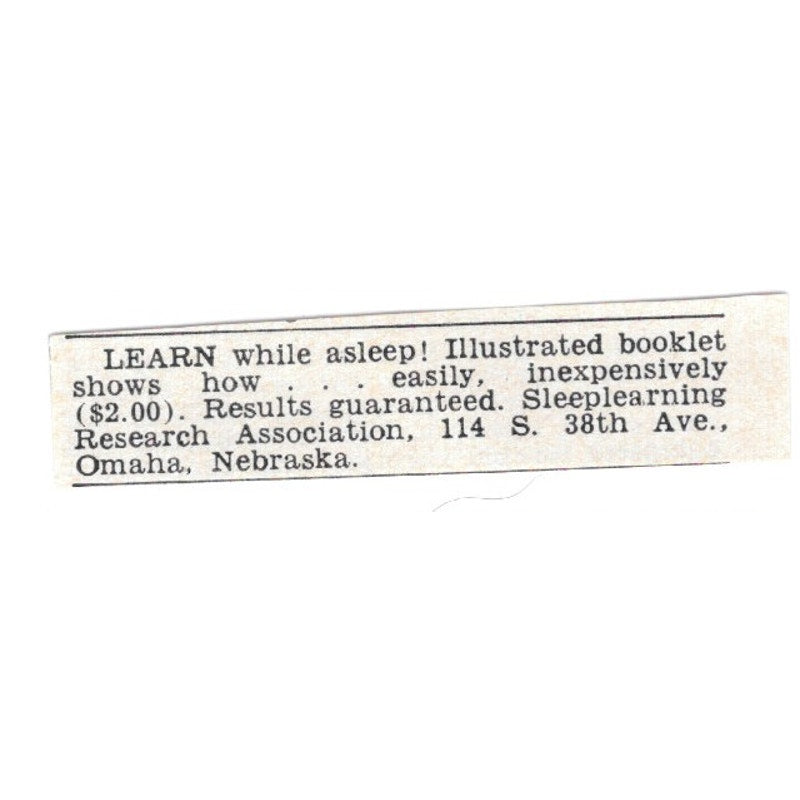 LEARN while asleep! Illustrated booklet
shows how . . . easily, inexpensively
($2.00). Results guaranteed. Sleeplearning
Research Association, 114 S. 38th Ave.,
Omaha, Nebraska.